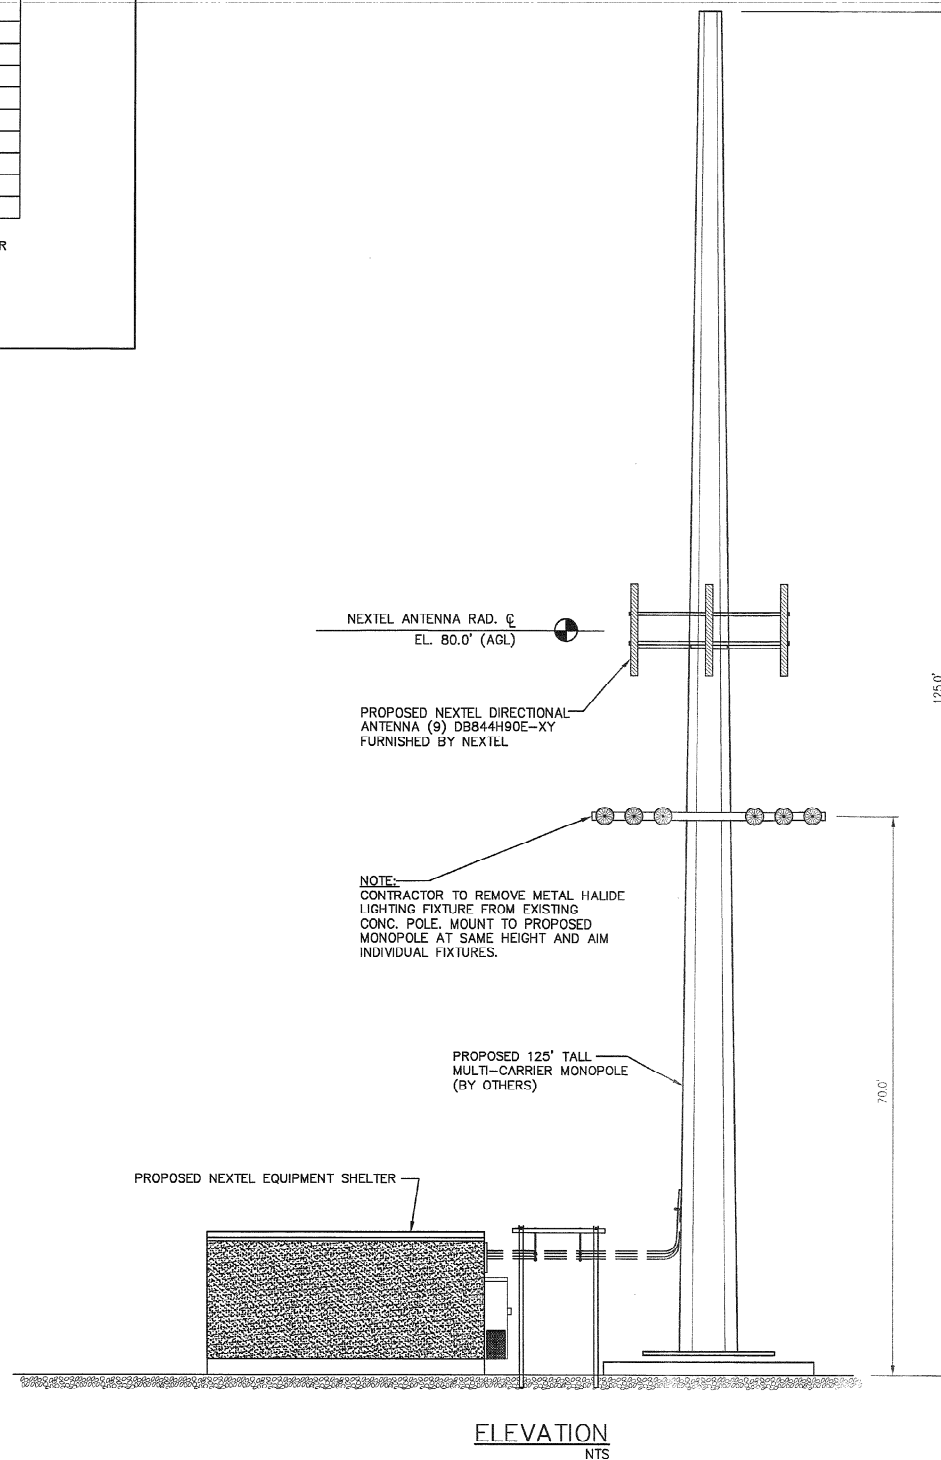 R
NEXTEL ANTENNA RAD. ℄
EL. 80.0' (AGL)
125.0'
PROPOSED NEXTEL DIRECTIONAL
ANTENNA (9) DB844H90E-XY
FURNISHED BY NEXTEL
NOTE:
CONTRACTOR TO REMOVE METAL HALIDE
LIGHTING FIXTURE FROM EXISTING
CONC. POLE. MOUNT TO PROPOSED
MONOPOLE AT SAME HEIGHT AND AIM
INDIVIDUAL FIXTURES.
PROPOSED 125' TALL
MULTI-CARRIER MONOPOLE
(BY OTHERS)
70.0'
PROPOSED NEXTEL EQUIPMENT SHELTER
ELEVATION
NTS